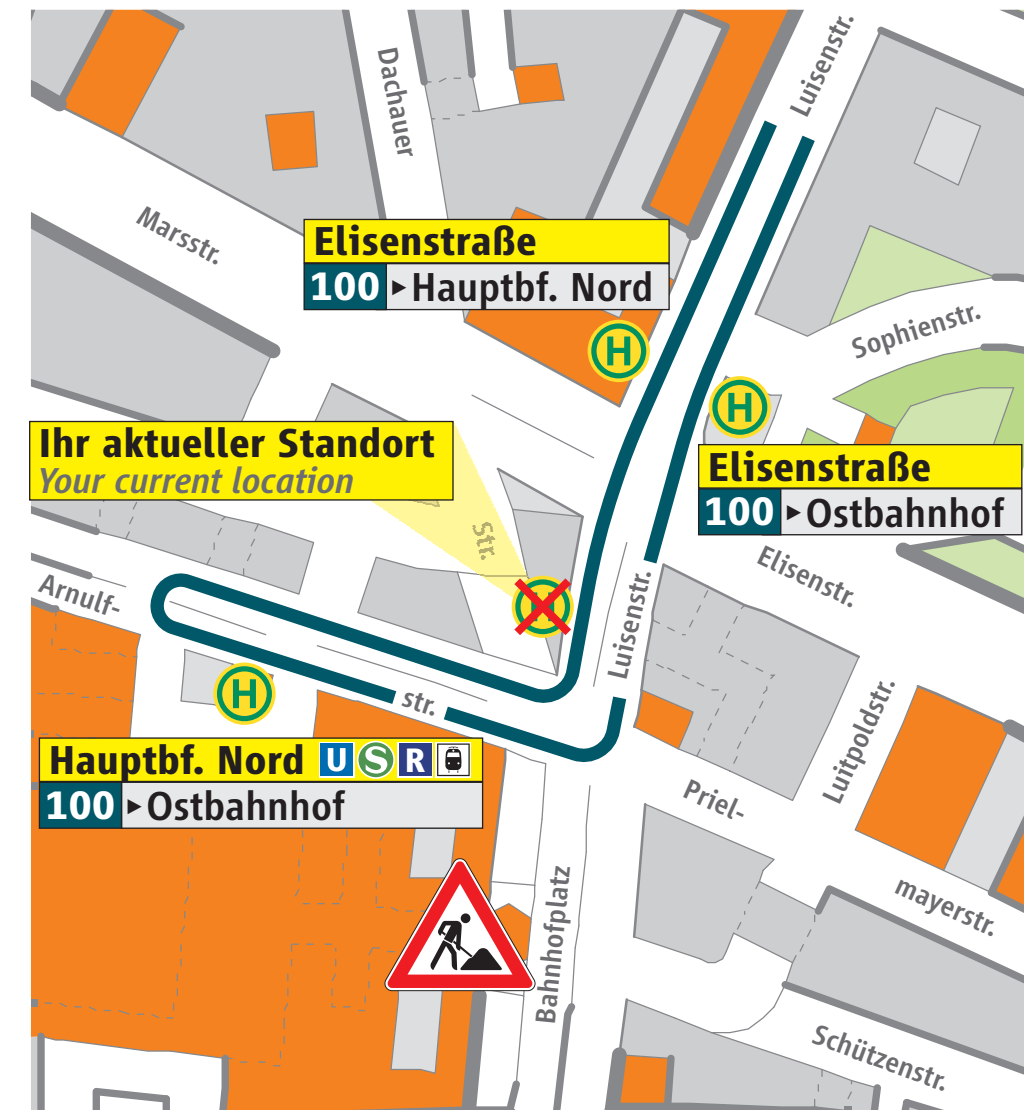 Luisenstr.
Dachauer
Marsstr.
Elisenstraße
100 ▸ Hauptbf. Nord
Sophienstr.
H
H
Ihr aktueller Standort
Your current location
Elisenstraße
100 ▸ Ostbahnhof
Str.
Elisenstr.
Arnulf-
Luisenstr.
H
str.
Luitpoldstr.
Hauptbf. Nord U S R
100 ▸ Ostbahnhof
Priel-
mayerstr.
Bahnhofplatz
Schützenstr.